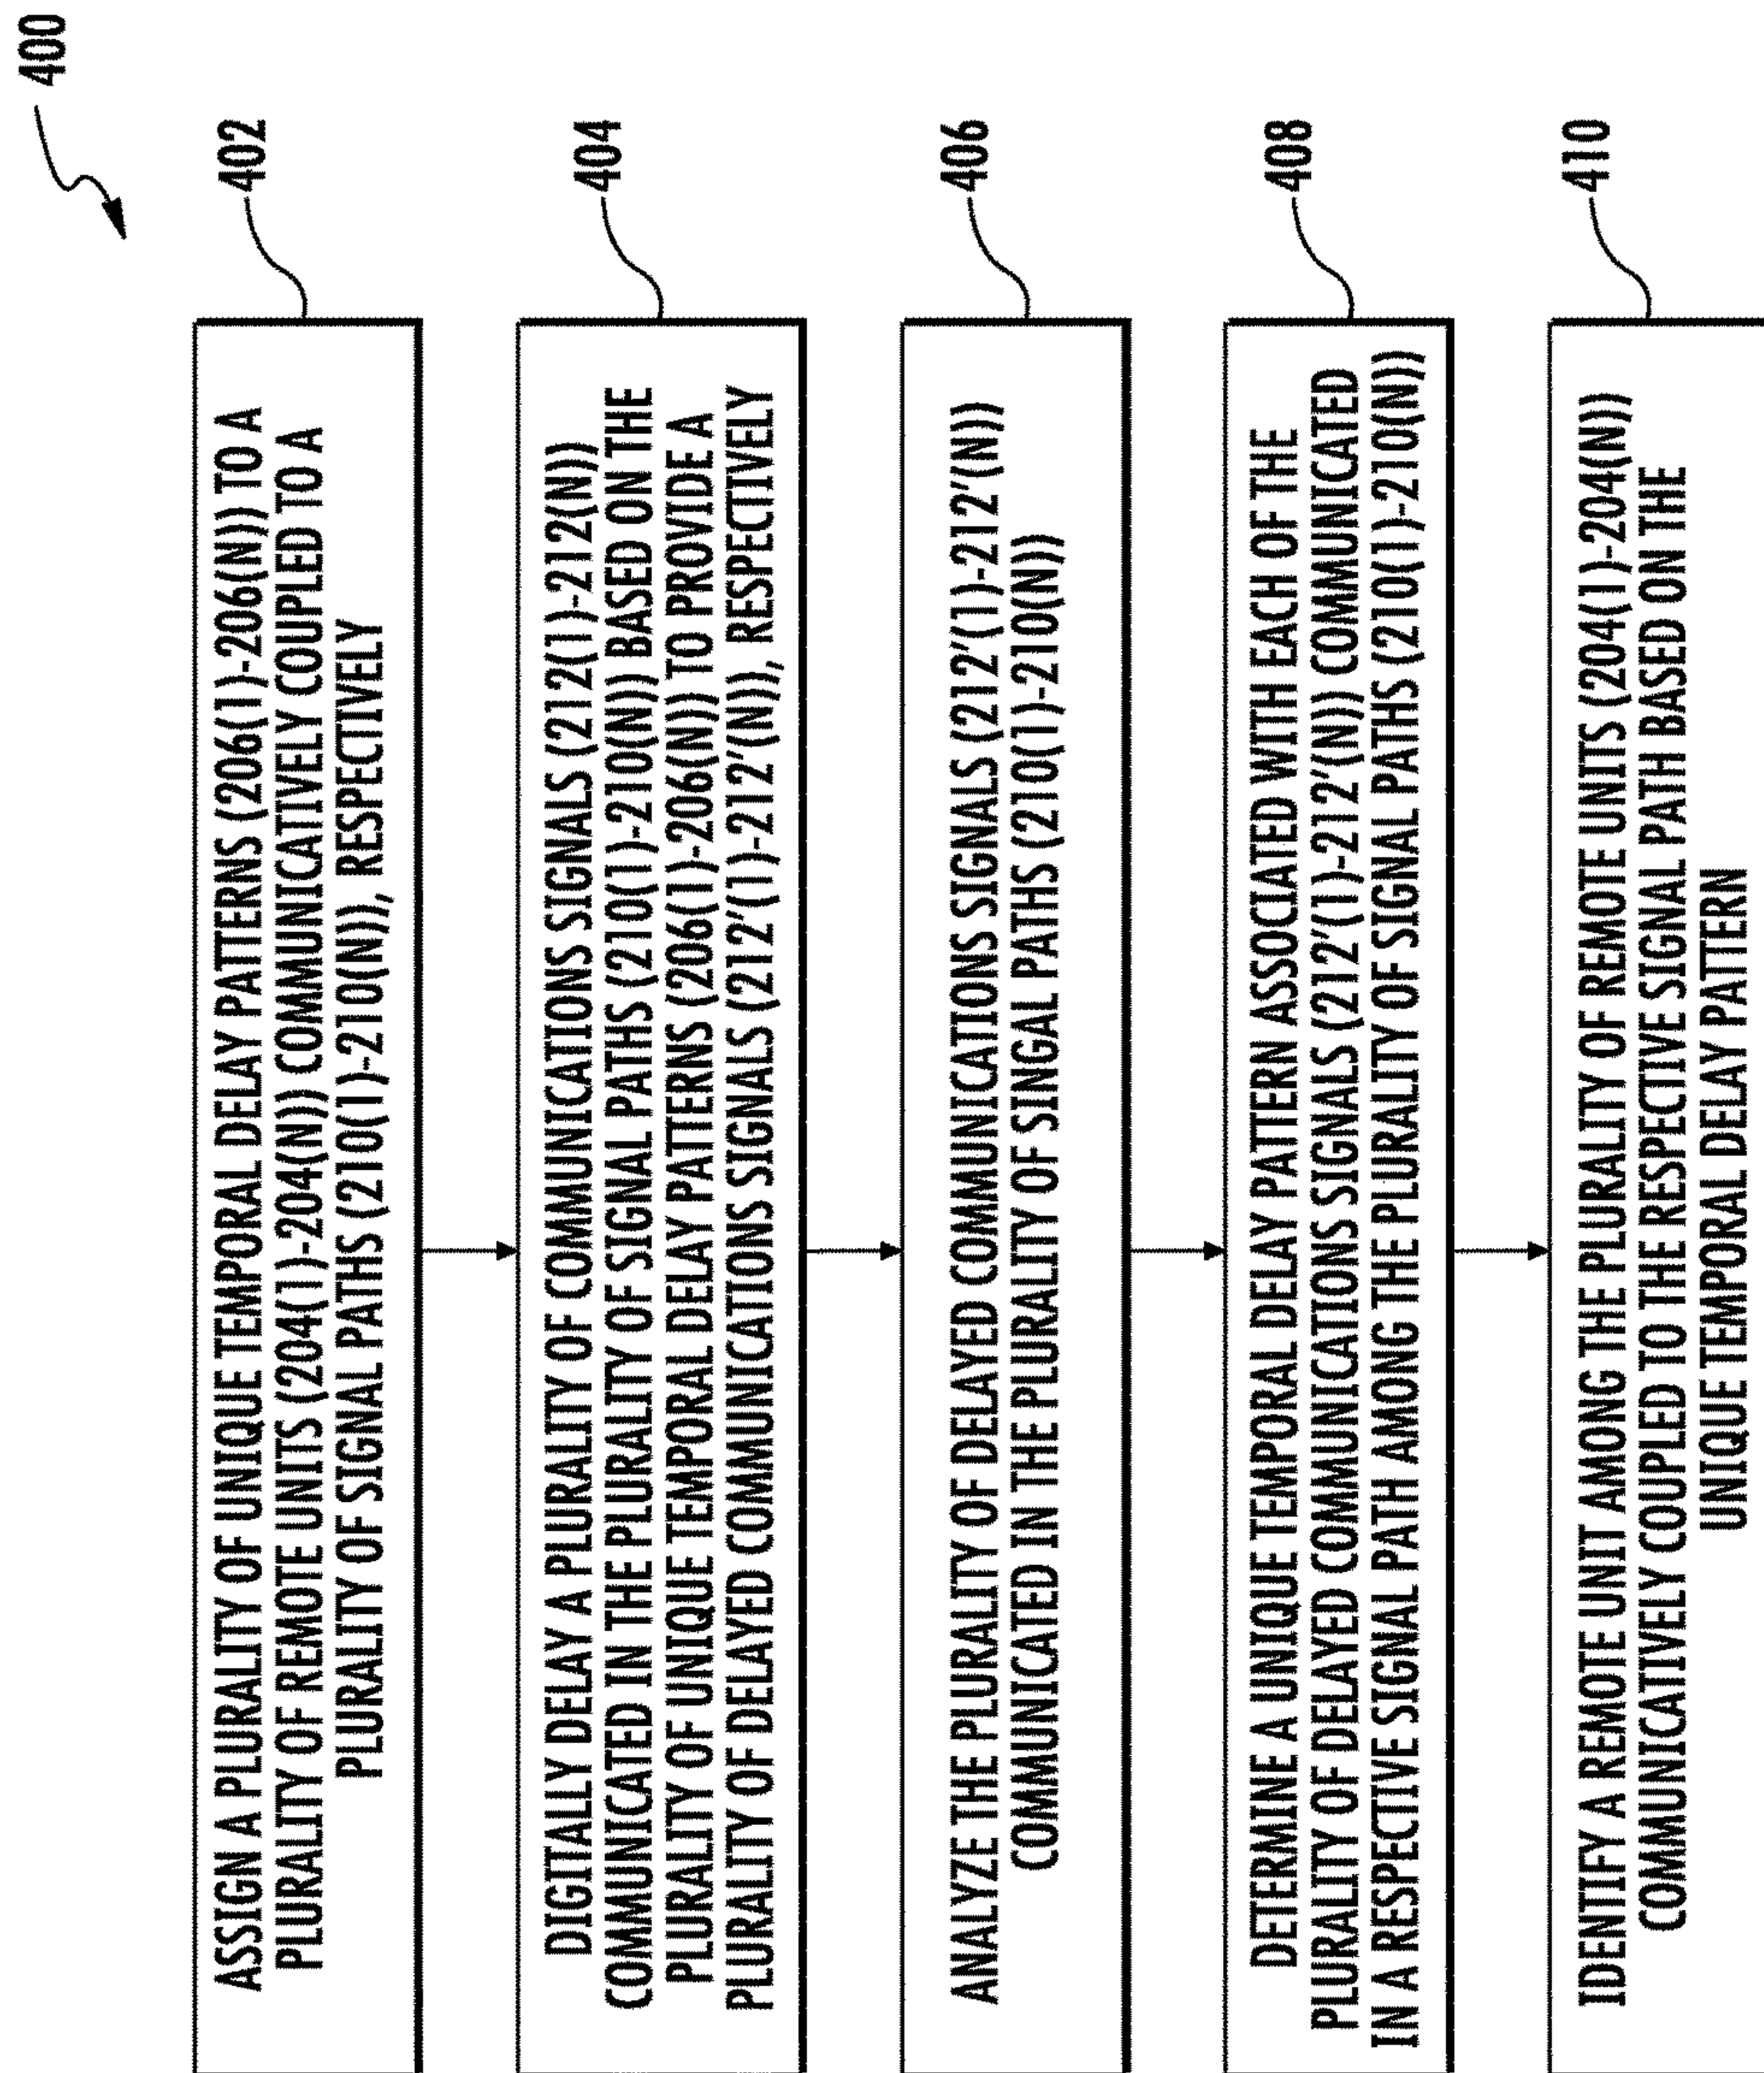 400
402
ASSIGN A PLURALITY OF UNIQUE TEMPORAL DELAY PATTERNS (206(1)-206(N)) TO A
PLURALITY OF REMOTE UNITS (204(1)-204(N)) COMMUNICATIVELY COUPLED TO A
PLURALITY OF SIGNAL PATHS (210(1)-210(N)), RESPECTIVELY
404
DIGITALLY DELAY A PLURALITY OF COMMUNICATIONS SIGNALS (212(1)-212(N))
COMMUNICATED IN THE PLURALITY OF SIGNAL PATHS (210(1)-210(N)) BASED ON THE
PLURALITY OF UNIQUE TEMPORAL DELAY PATTERNS (206(1)-206(N)) TO PROVIDE A
PLURALITY OF DELAYED COMMUNICATIONS SIGNALS (212'(1)-212'(N)), RESPECTIVELY
406
ANALYZE THE PLURALITY OF DELAYED COMMUNICATIONS SIGNALS (212'(1)-212'(N))
COMMUNICATED IN THE PLURALITY OF SINGAL PATHS (210(1)-210(N))
408
DETERMINE A UNIQUE TEMPORAL DELAY PATTERN ASSOCIATED WITH EACH OF THE
PLURALITY OF DELAYED COMMUNICATIONS SIGNALS (212'(1)-212'(N)) COMMUNICATED
IN A RESPECTIVE SIGNAL PATH AMONG THE PLURALITY OF SIGNAL PATHS (210(1)-210(N))
410
IDENTIFY A REMOTE UNIT AMONG THE PLURALITY OF REMOTE UNITS (204(1)-204(N))
COMMUNICATIVELY COUPLED TO THE RESPECTIVE SIGNAL PATH BASED ON THE
UNIQUE TEMPORAL DELAY PATTERN